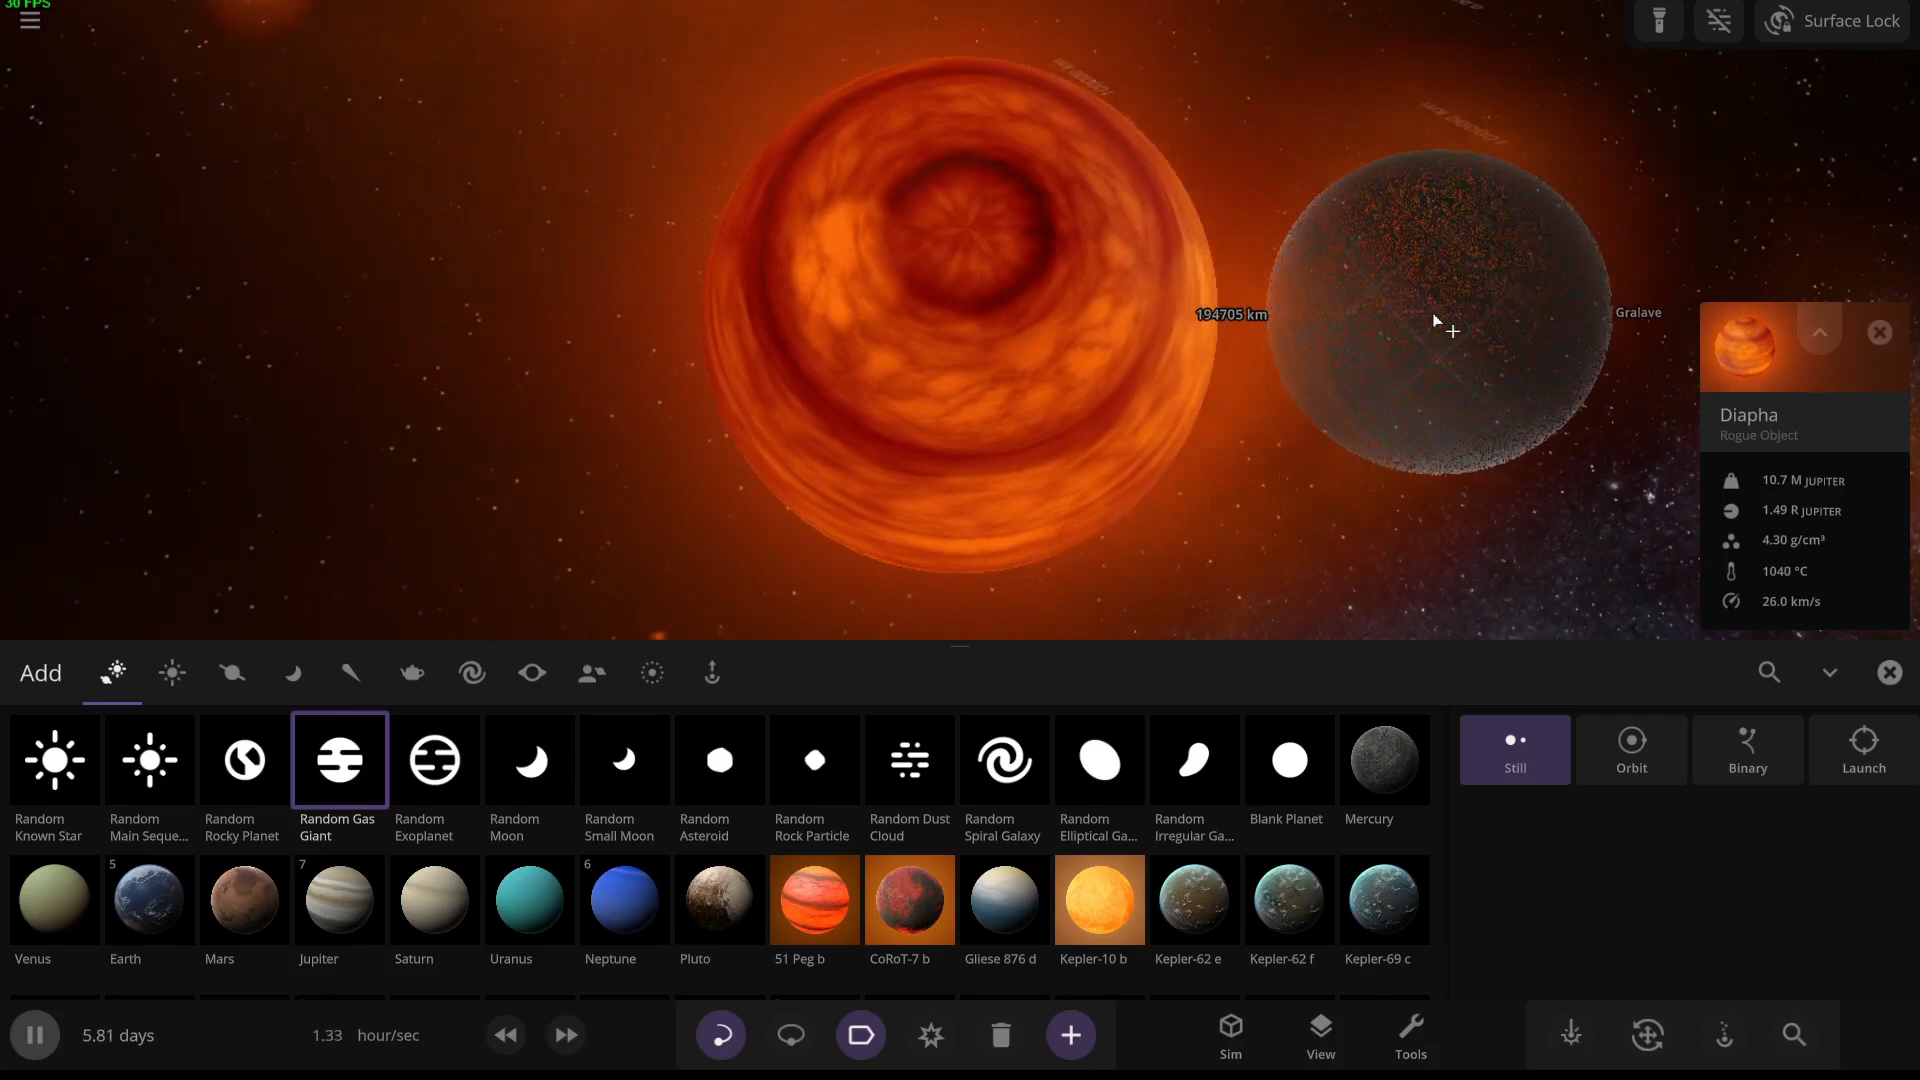 30 FPS
Surface Lock
100000 km
100000 km
194705 km
Gralave
Diapha
Rogue Object
10.7 M JUPITER
1.49 R JUPITER
4.30 g/cm³
1040 °C
26.0 km/s
Add
Random Known Star
Random Main Seque...
Random Rocky Planet
Random Gas Giant
Random Exoplanet
Random Moon
Random Small Moon
Random Asteroid
Random Rock Particle
Random Dust Cloud
Random Spiral Galaxy
Random Elliptical Ga...
Random Irregular Ga...
Blank Planet
Mercury
Still
Orbit
Binary
Launch
5
7
6
Venus
Earth
Mars
Jupiter
Saturn
Uranus
Neptune
Pluto
51 Peg b
CoRoT-7 b
Gliese 876 d
Kepler-10 b
Kepler-62 e
Kepler-62 f
Kepler-69 c
5.81 days
1.33 hour/sec
Sim
View
Tools